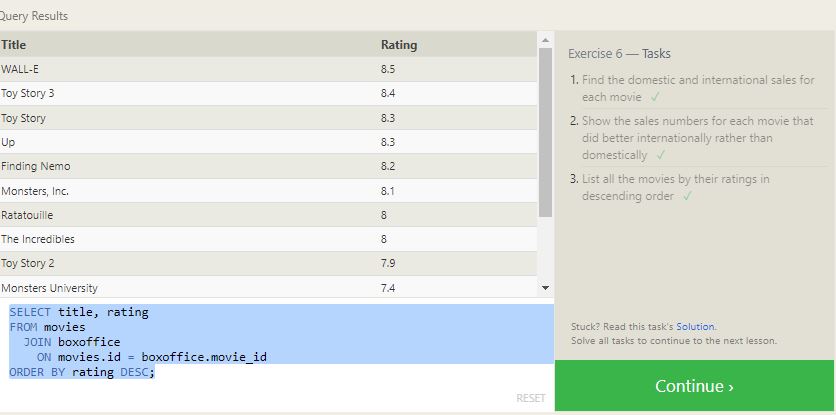 Query Results
Title Rating
WALL-E 8.5
Toy Story 3 8.4
Toy Story 8.3
Up 8.3
Finding Nemo 8.2
Monsters, Inc. 8.1
Ratatouille 8
The Incredibles 8
Toy Story 2 7.9
Monsters University 7.4
SELECT title, rating
FROM movies
JOIN boxoffice
ON movies.id = boxoffice.movie_id
ORDER BY rating DESC;
RESET
Exercise 6 — Tasks
1. Find the domestic and international sales for
each movie ✓
2. Show the sales numbers for each movie that
did better internationally rather than
domestically ✓
3. List all the movies by their ratings in
descending order ✓
Stuck? Read this task's Solution.
Solve all tasks to continue to the next lesson.
Continue ›